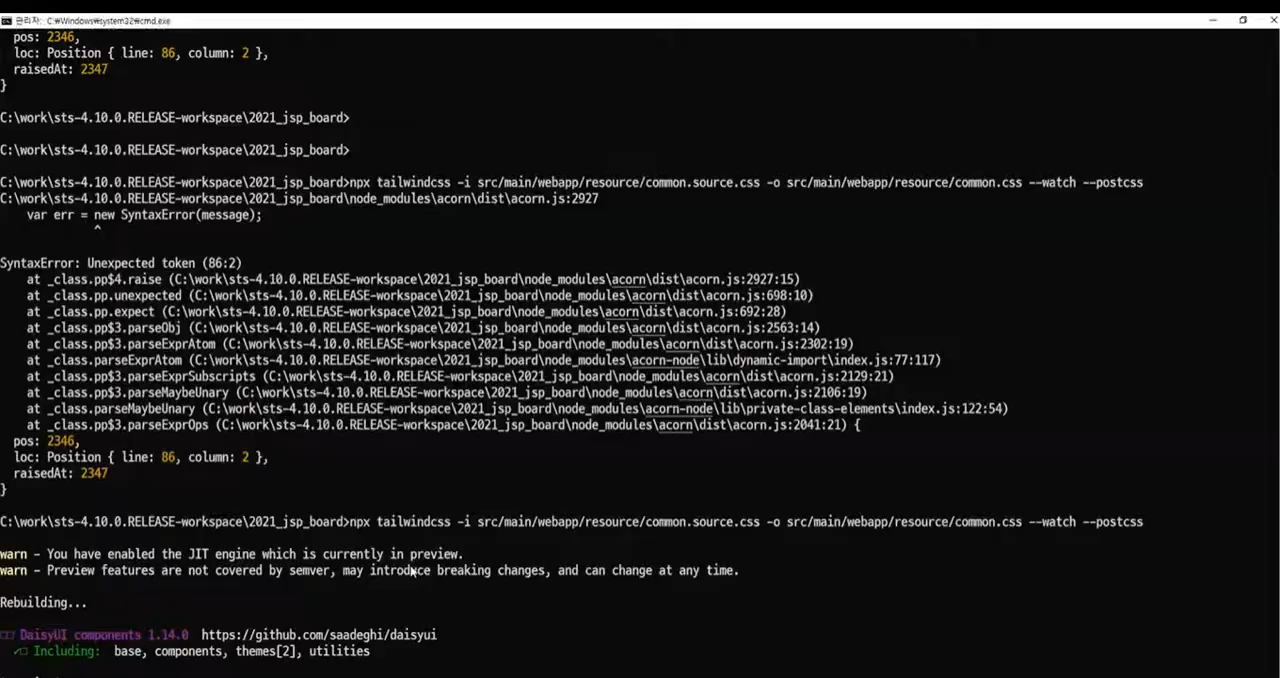 관리자: C:\Windows\system32\cmd.exe
pos: 2346,
loc: Position { line: 86, column: 2 },
raisedAt: 2347
}
C:\work\sts-4.10.0.RELEASE-workspace\2021_jsp_board>
C:\work\sts-4.10.0.RELEASE-workspace\2021_jsp_board>
C:\work\sts-4.10.0.RELEASE-workspace\2021_jsp_board>npx tailwindcss -i src/main/webapp/resource/common.source.css -o src/main/webapp/resource/common.css --watch --postcss
C:\work\sts-4.10.0.RELEASE-workspace\2021_jsp_board\node_modules\acorn\dist\acorn.js:2927
var err = new SyntaxError(message);
^
SyntaxError: Unexpected token (86:2)
at _class.pp$4.raise (C:\work\sts-4.10.0.RELEASE-workspace\2021_jsp_board\node_modules\acorn\dist\acorn.js:2927:15)
at _class.pp.unexpected (C:\work\sts-4.10.0.RELEASE-workspace\2021_jsp_board\node_modules\acorn\dist\acorn.js:698:10)
at _class.pp.expect (C:\work\sts-4.10.0.RELEASE-workspace\2021_jsp_board\node_modules\acorn\dist\acorn.js:692:28)
at _class.pp$3.parseObj (C:\work\sts-4.10.0.RELEASE-workspace\2021_jsp_board\node_modules\acorn\dist\acorn.js:2563:14)
at _class.pp$3.parseExprAtom (C:\work\sts-4.10.0.RELEASE-workspace\2021_jsp_board\node_modules\acorn\dist\acorn.js:2302:19)
at _class.parseExprAtom (C:\work\sts-4.10.0.RELEASE-workspace\2021_jsp_board\node_modules\acorn-node\lib\dynamic-import\index.js:77:117)
at _class.pp$3.parseExprSubscripts (C:\work\sts-4.10.0.RELEASE-workspace\2021_jsp_board\node_modules\acorn\dist\acorn.js:2129:21)
at _class.pp$3.parseMaybeUnary (C:\work\sts-4.10.0.RELEASE-workspace\2021_jsp_board\node_modules\acorn\dist\acorn.js:2106:19)
at _class.parseMaybeUnary (C:\work\sts-4.10.0.RELEASE-workspace\2021_jsp_board\node_modules\acorn-node\lib\private-class-elements\index.js:122:54)
at _class.pp$3.parseExprOps (C:\work\sts-4.10.0.RELEASE-workspace\2021_jsp_board\node_modules\acorn\dist\acorn.js:2041:21) {
pos: 2346,
loc: Position { line: 86, column: 2 },
raisedAt: 2347
}
C:\work\sts-4.10.0.RELEASE-workspace\2021_jsp_board>npx tailwindcss -i src/main/webapp/resource/common.source.css -o src/main/webapp/resource/common.css --watch --postcss
warn - You have enabled the JIT engine which is currently in preview.
warn - Preview features are not covered by semver, may introduce breaking changes, and can change at any time.
Rebuilding...
DaisyUI components 1.14.0 https://github.com/saadeghi/daisyui
✓ Including: base, components, themes[2], utilities